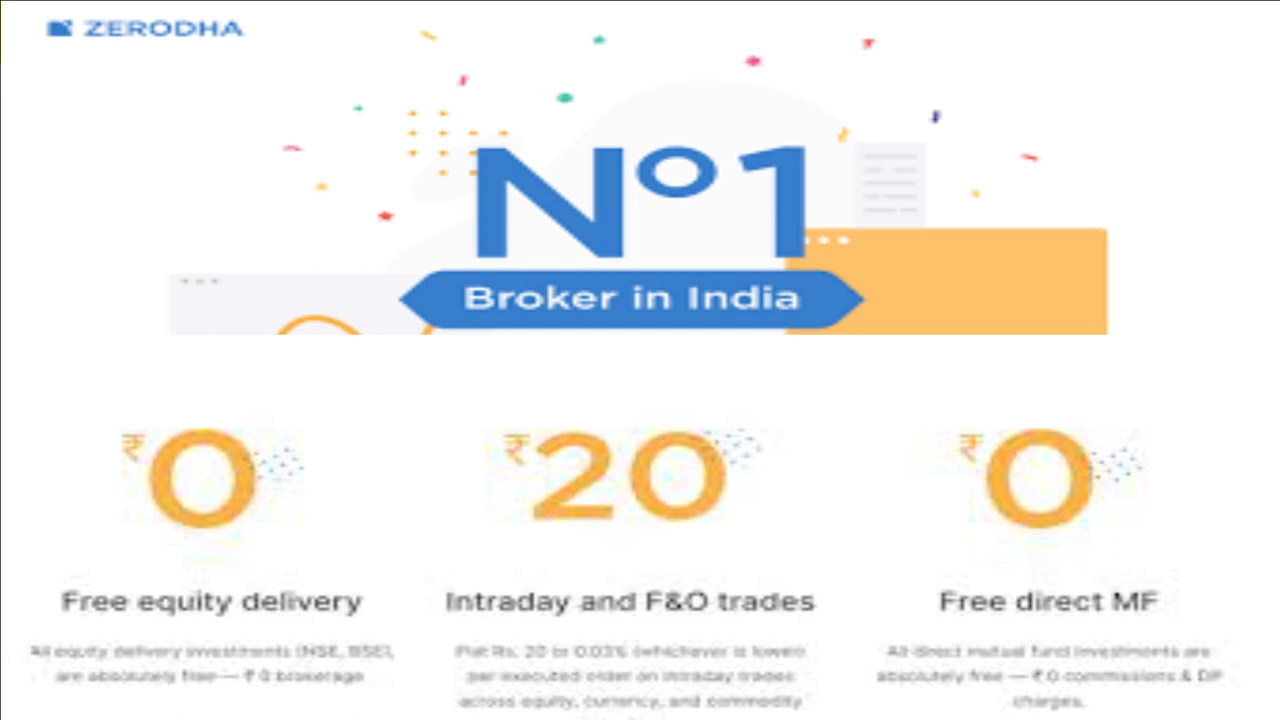 ZERODHA
Nº1
Broker in India
₹0
₹20
₹0
Free equity delivery
Intraday and F&O trades
Free direct MF
All equity delivery investments (NSE, BSE),
are absolutely free — ₹ 0 brokerage.
Flat Rs. 20 or 0.03% (whichever is lower)
per executed order on intraday trades
across equity, currency, and commodity
All direct mutual fund investments are
absolutely free — ₹ 0 commissions & DP
charges.